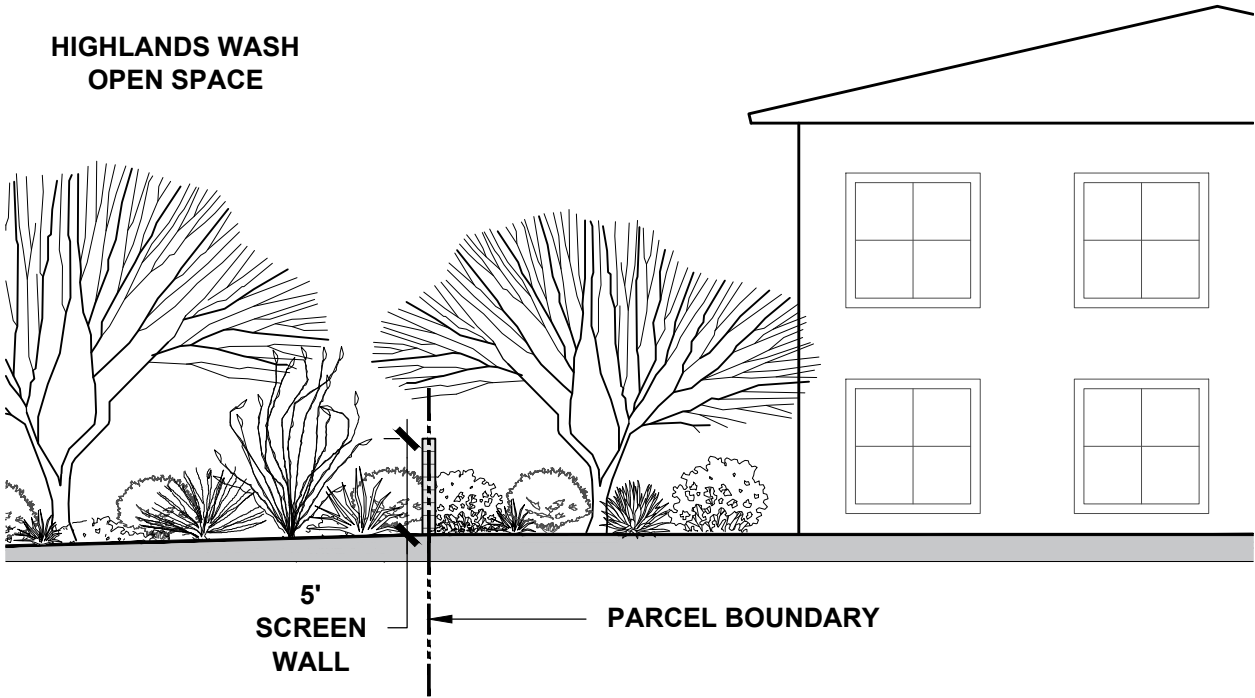 HIGHLANDS WASH
OPEN SPACE
5'
SCREEN
WALL
PARCEL BOUNDARY